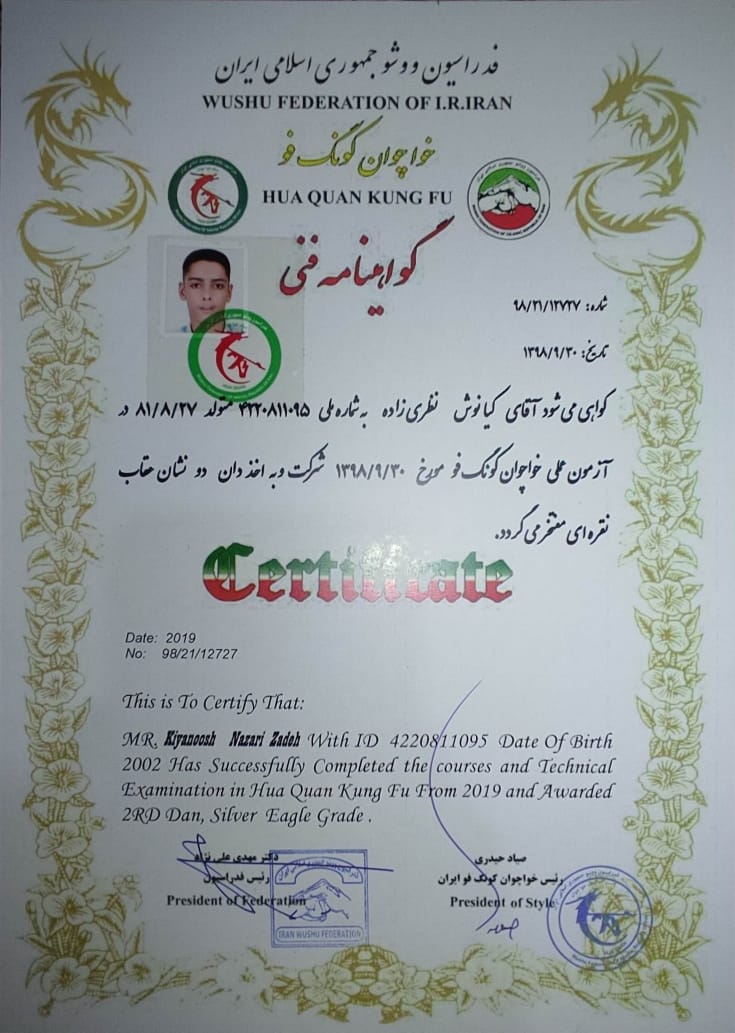 فدراسیون ووشو جمهوری اسلامی ایران
WUSHU FEDERATION OF I.R.IRAN
خواچوان کونگ فو
HUA QUAN KUNG FU
گواهینامه فنی
شماره: ۹۸/۲۱/۱۲۷۲۷
تاریخ: ۱۳۹۸/۹/۳۰
گواهی می شود آقای کیانوش نظری زاده به شماره ملی ۴۲۲۰۸۱۱۰۹۵ متولد ۸۱/۸/۲۷ در
آزمون ملی خواچوان کونگ فو مورخ ۱۳۹۸/۹/۳۰ شرکت و به اخذ دان دو نشان عقاب
نقره ای مفتخر می گردد.
Certificate
Date: 2019
No: 98/21/12727
This is To Certify That:
MR. Kiyanoosh Nazari Zadeh With ID 4220811095 Date Of Birth
2002 Has Successfully Completed the courses and Technical
Examination in Hua Quan Kung Fu From 2019 and Awarded
2RD Dan, Silver Eagle Grade .
دکتر مهدی علی نژاد
رئیس فدراسیون
President of Federation
IRAN WUSHU FEDERATION
صیاد حیدری
رئیس خواچوان کونگ فو ایران
President of Style